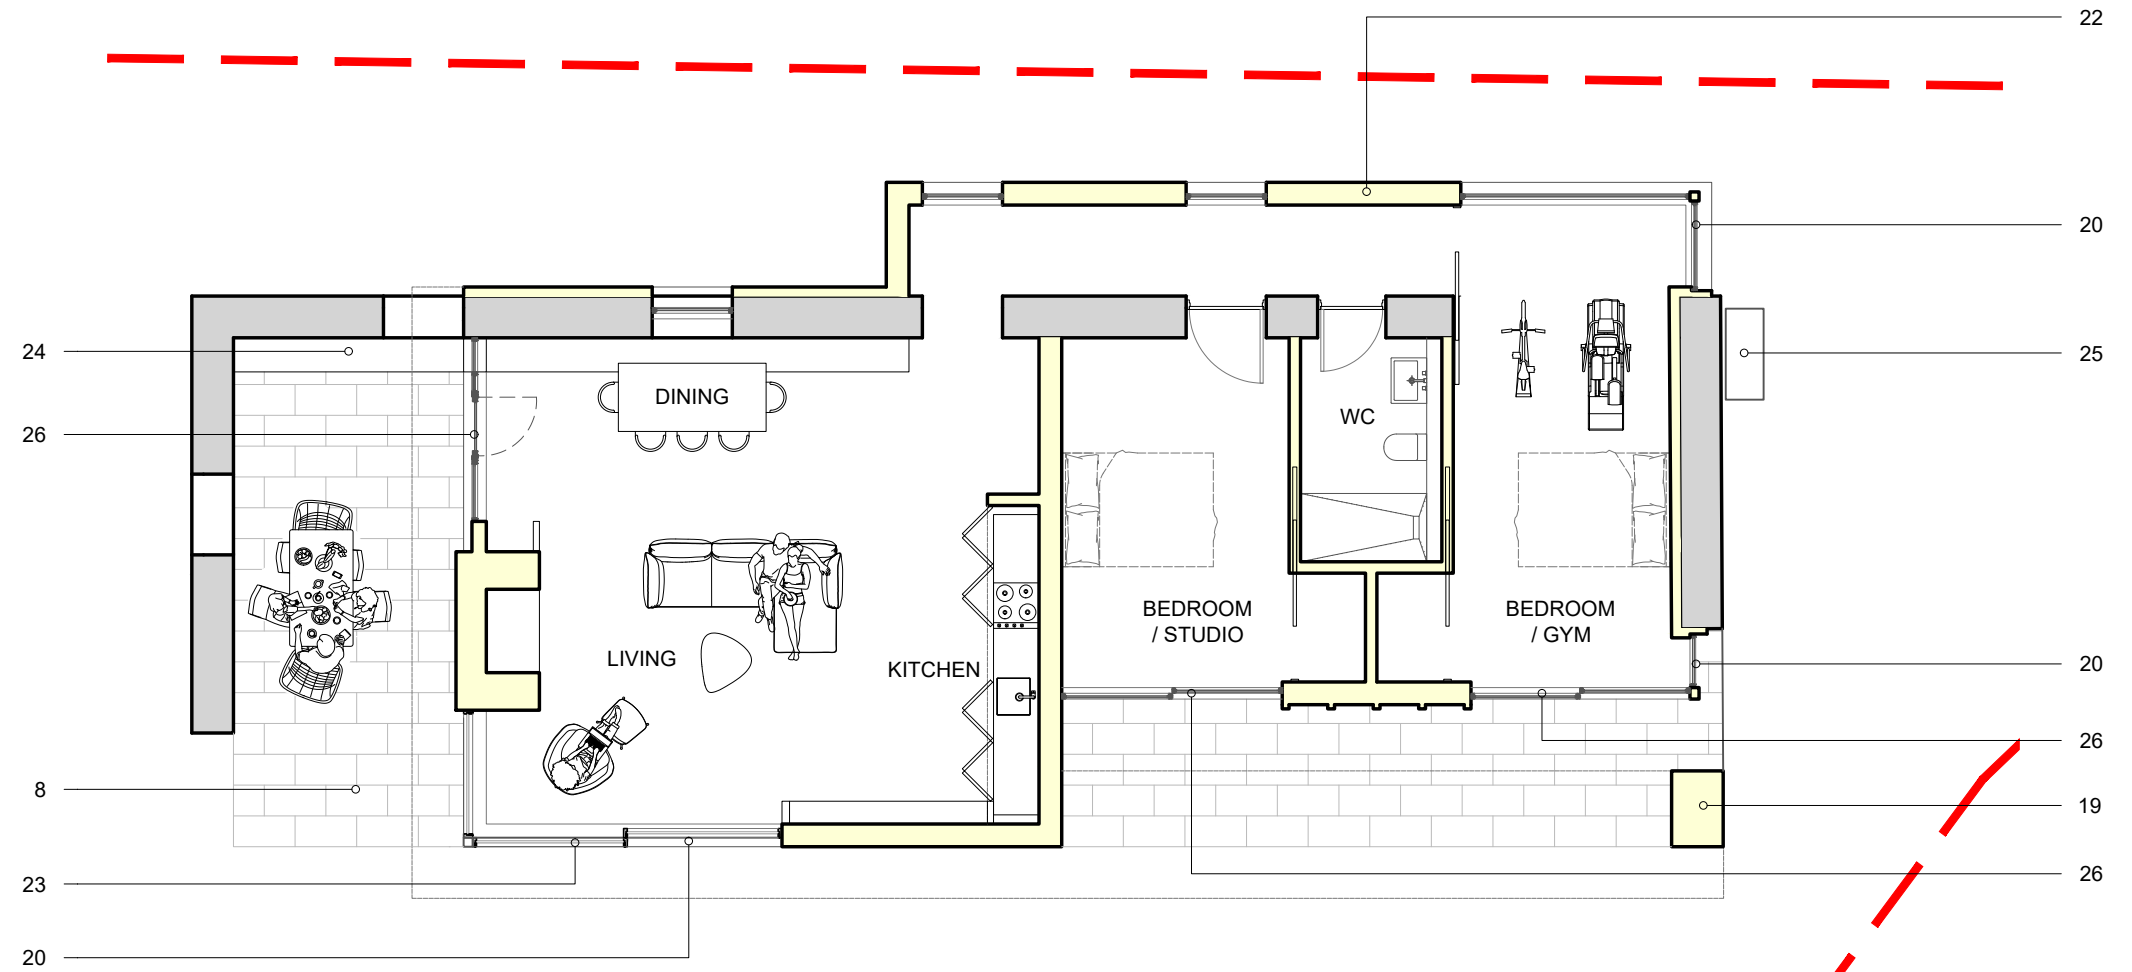 22
20
24
25
DINING
WC
26
BEDROOM
/ STUDIO
BEDROOM
/ GYM
LIVING
KITCHEN
20
26
8
19
23
26
20